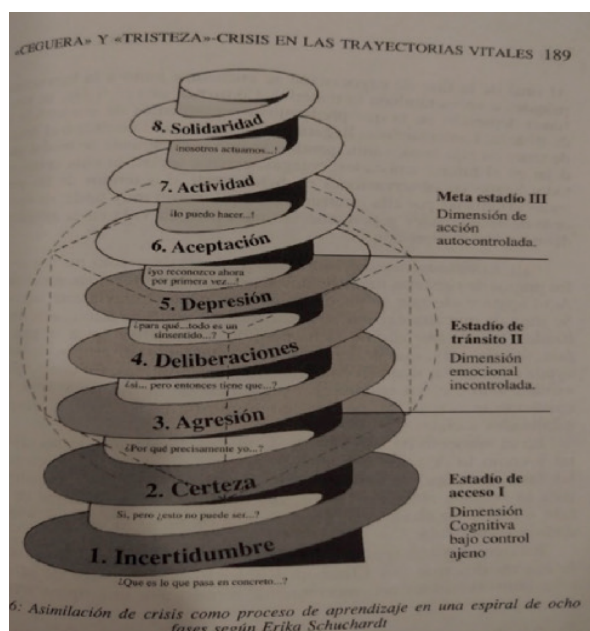 «CEGUERA» Y «TRISTEZA»-CRISIS EN LAS TRAYECTORIAS VITALES 189
8. Solidaridad
¡nosotros actuamos...!
7. Actividad
¡lo puedo hacer...!
6. Aceptación
¡yo reconozco ahora
por primera vez...!
5. Depresión
¿para qué...todo es un
sinsentido...?
4. Deliberaciones
¿si... pero entonces tiene que...?
3. Agresión
¿Por qué precisamente yo...?
2. Certeza
Si, pero ¿esto no puede ser...?
1. Incertidumbre
¿Que es lo que pasa en concreto...?
Meta estadío III
Dimensión de
acción
autocontrolada.
Estadío de
tránsito II
Dimensión
emocional
incontrolada.
Estadío de
acceso I
Dimensión
Cognitiva
bajo control
ajeno
6: Asimilación de crisis como proceso de aprendizaje en una espiral de ocho
fases según Erika Schuchardt